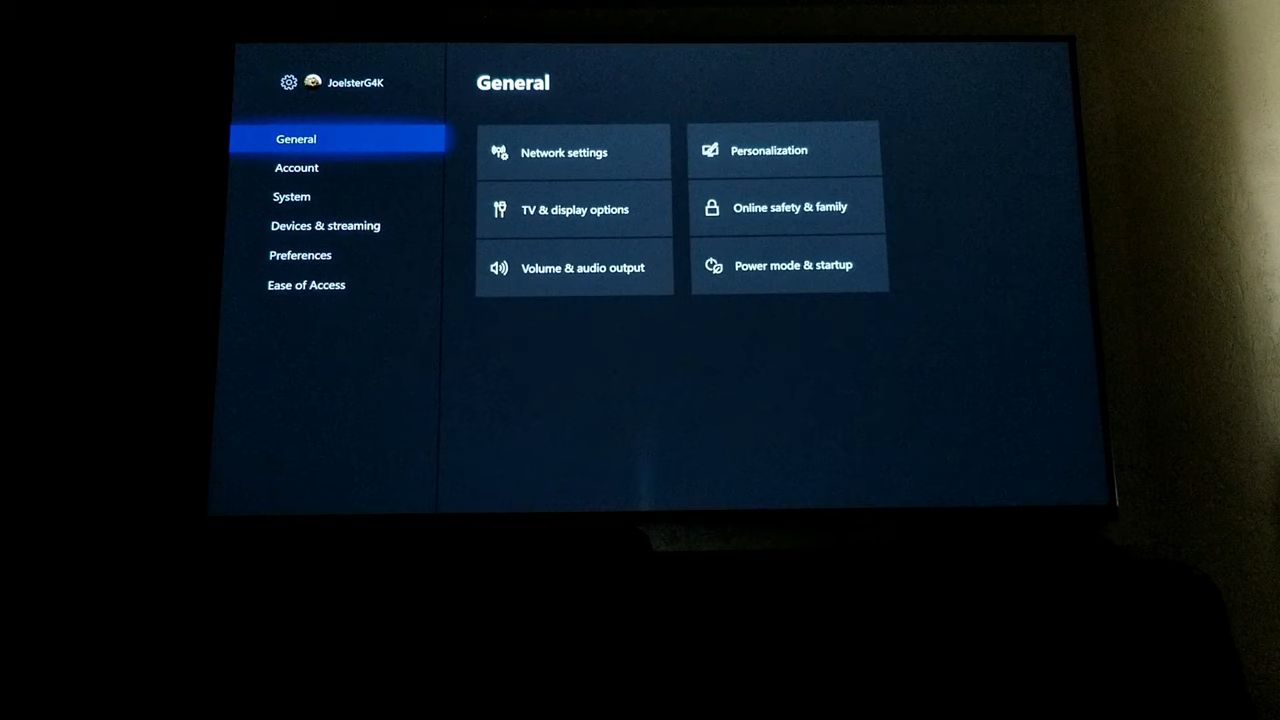 JoelsterG4K
General
Account
System
Devices & streaming
Preferences
Ease of Access
General
Network settings
TV & display options
Volume & audio output
Personalization
Online safety & family
Power mode & startup